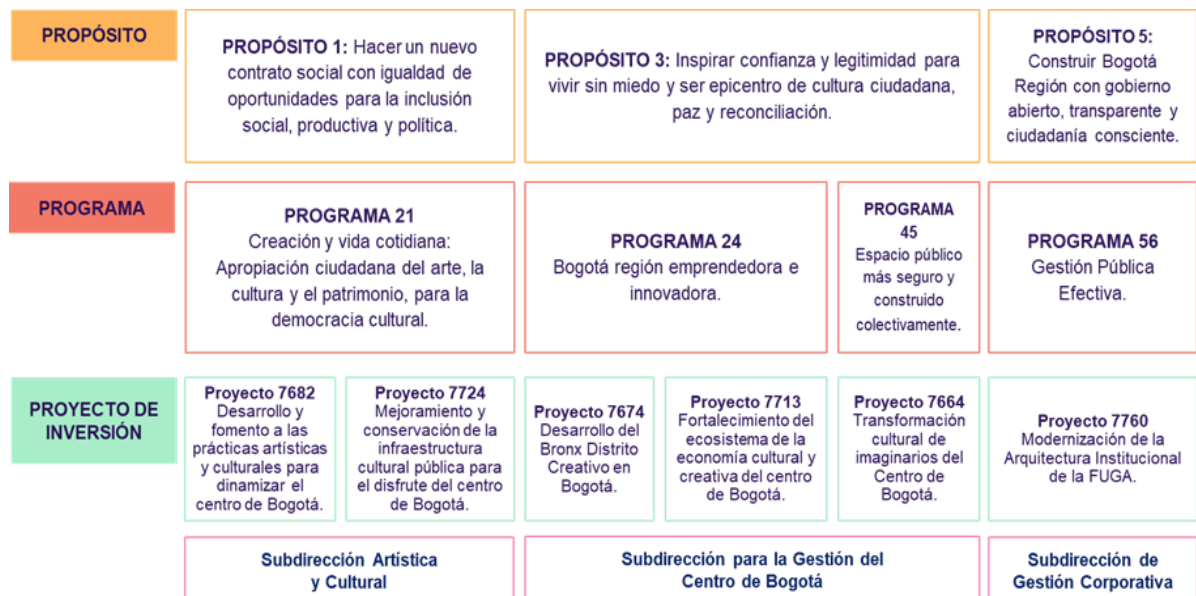 PROPÓSITO
PROPÓSITO 1: Hacer un nuevo
contrato social con igualdad de
oportunidades para la inclusión
social, productiva y política.
PROPÓSITO 3: Inspirar confianza y legitimidad para
vivir sin miedo y ser epicentro de cultura ciudadana,
paz y reconciliación.
PROPÓSITO 5:
Construir Bogotá
Región con gobierno
abierto, transparente y
ciudadanía consciente.
PROGRAMA
PROGRAMA 21
Creación y vida cotidiana:
Apropiación ciudadana del arte, la
cultura y el patrimonio, para la
democracia cultural.
PROGRAMA 24
Bogotá región emprendedora e
innovadora.
PROGRAMA
45
Espacio público
más seguro y
construido
colectivamente.
PROGRAMA 56
Gestión Pública
Efectiva.
PROYECTO DE
INVERSIÓN
Proyecto 7682
Desarrollo y
fomento a las
prácticas artísticas
y culturales para
dinamizar el
centro de Bogotá.
Proyecto 7724
Mejoramiento y
conservación de la
infraestructura
cultural pública para
el disfrute del centro
de Bogotá.
Proyecto 7674
Desarrollo del
Bronx Distrito
Creativo en
Bogotá.
Proyecto 7713
Fortalecimiento del
ecosistema de la
economía cultural y
creativa del centro
de Bogotá.
Proyecto 7664
Transformación
cultural de
imaginarios del
Centro de
Bogotá.
Proyecto 7760
Modernización de la
Arquitectura Institucional
de la FUGA.
Subdirección Artística
y Cultural
Subdirección para la Gestión del
Centro de Bogotá
Subdirección de
Gestión Corporativa